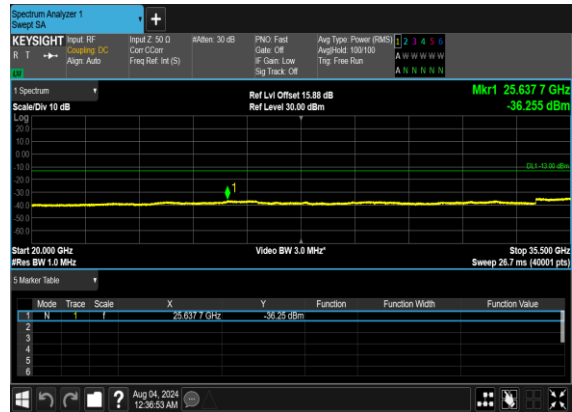 Spectrum Analyzer 1
Swept SA
+
KEYSIGHT Input: RF Input Z: 50 Ω #Atten: 30 dB PNO: Fast Avg Type: Power (RMS) 1 2 3 4 5 6
R T Coupling: DC Corr CCorr Gate: Off Avg|Hold: 100/100 A W W W W W
Align: Auto Freq Ref: Int (S) IF Gain: Low Trig: Free Run
Sig Track: Off A N N N N N
1 Spectrum Ref Lvl Offset 15.88 dB Mkr1 25.637 7 GHz
Scale/Div 10 dB Ref Level 30.00 dBm -36.255 dBm
Log
20.0
10.0
0.00
-10.0 DL1 -13.00 dBm
-20.0
1
-30.0
-40.0
-50.0
-60.0
Start 20.000 GHz Video BW 3.0 MHz* Stop 35.500 GHz
#Res BW 1.0 MHz Sweep 26.7 ms (40001 pts)
5 Marker Table
Mode Trace Scale X Y Function Function Width Function Value
1 N 1 f 25.637 7 GHz -36.25 dBm
2
3
4
5
6
? Aug 04, 2024
12:36:53 AM